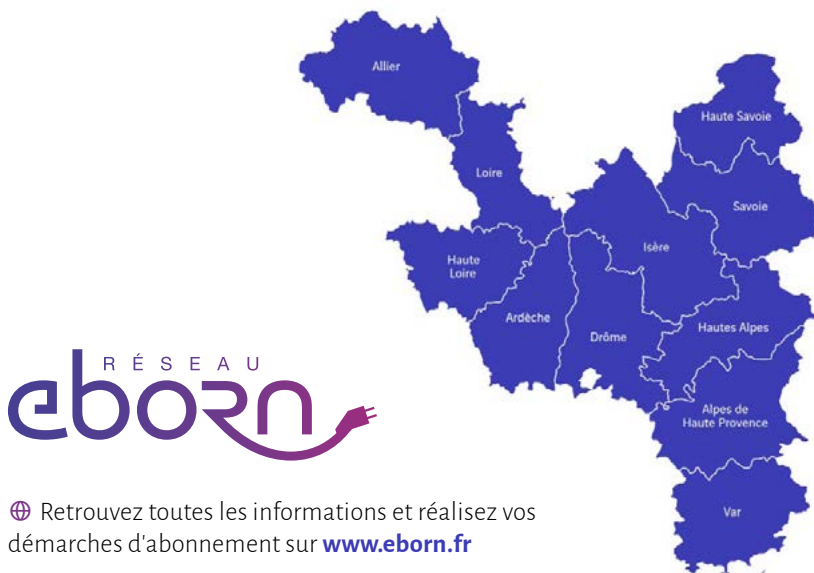 Allier
Haute Savoie
Loire
Savoie
Isère
Haute
Loire
Ardèche
Drôme
Hautes Alpes
RÉSEAU
eborn
Alpes de
Haute Provence
Retrouvez toutes les informations et réalisez vos
démarches d'abonnement sur www.eborn.fr
Var